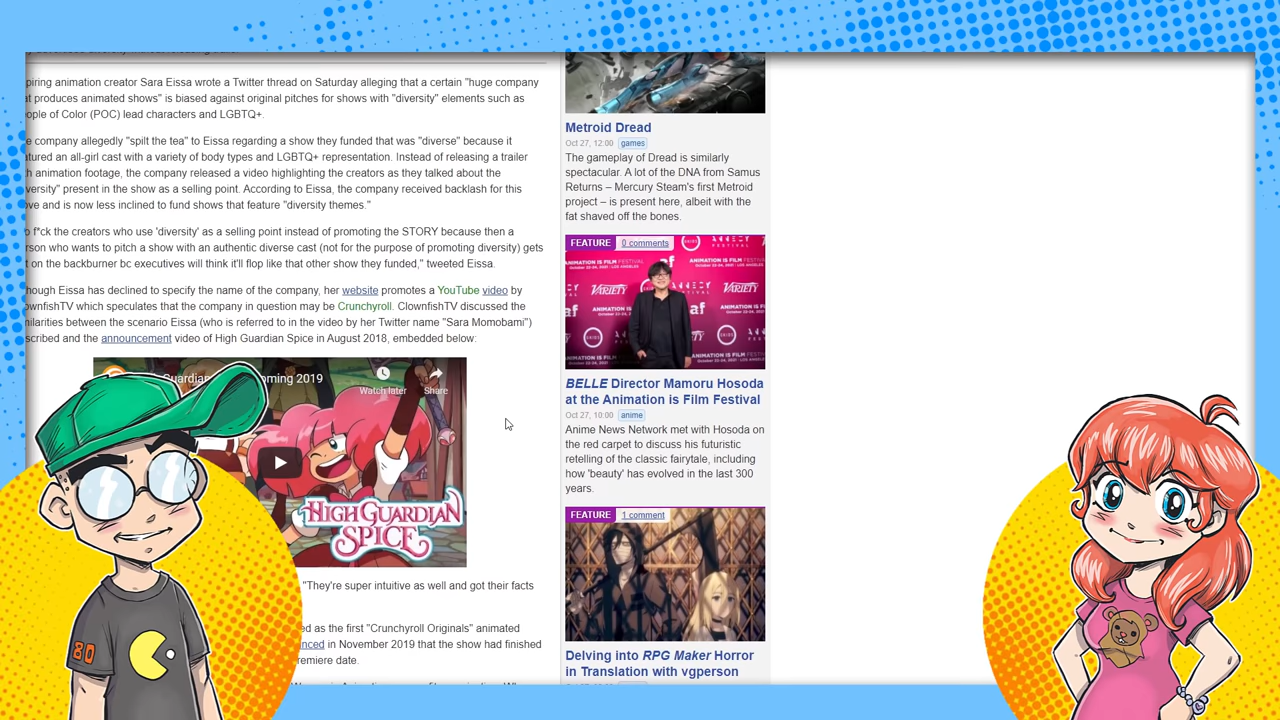 piring animation creator Sara Eissa wrote a Twitter thread on Saturday alleging that a certain "huge company
at produces animated shows" is biased against original pitches for shows with "diversity" elements such as
ople of Color (POC) lead characters and LGBTQ+.
e company allegedly "spilt the tea" to Eissa regarding a show they funded that was "diverse" because it
atured an all-girl cast with a variety of body types and LGBTQ+ representation. Instead of releasing a trailer
h animation footage, the company released a video highlighting the creators as they talked about the
versity" present in the show as a selling point. According to Eissa, the company received backlash for this
ve and is now less inclined to fund shows that feature "diversity themes."
o f*ck the creators who use 'diversity' as a selling point instead of promoting the STORY because then a
rson who wants to pitch a show with an authentic diverse cast (not for the purpose of promoting diversity) gets
t on the backburner bc executives will think it'll flop like that other show they funded," tweeted Eissa.
hough Eissa has declined to specify the name of the company, her website promotes a YouTube video by
ownfishTV which speculates that the company in question may be Crunchyroll. ClownfishTV discussed the
milarities between the scenario Eissa (who is referred to in the video by her Twitter name "Sara Momobami")
scribed and the announcement video of High Guardian Spice in August 2018, embedded below:
Guardian
oming 2019
Watch later
Share
HIGH GUARDIAN
SPICE
"They're super intuitive as well and got their facts
ed as the first "Crunchyroll Originals" animated
nced in November 2019 that the show had finished
remiere date.
Metroid Dread
Oct 27, 12:00 games
The gameplay of Dread is similarly
spectacular. A lot of the DNA from Samus
Returns – Mercury Steam's first Metroid
project – is present here, albeit with the
fat shaved off the bones.
FEATURE 0 comments
VARIETY
BELLE Director Mamoru Hosoda
at the Animation is Film Festival
Oct 27, 10:00 anime
Anime News Network met with Hosoda on
the red carpet to discuss his futuristic
retelling of the classic fairytale, including
how 'beauty' has evolved in the last 300
years.
FEATURE 1 comment
Delving into RPG Maker Horror
in Translation with vgperson
80